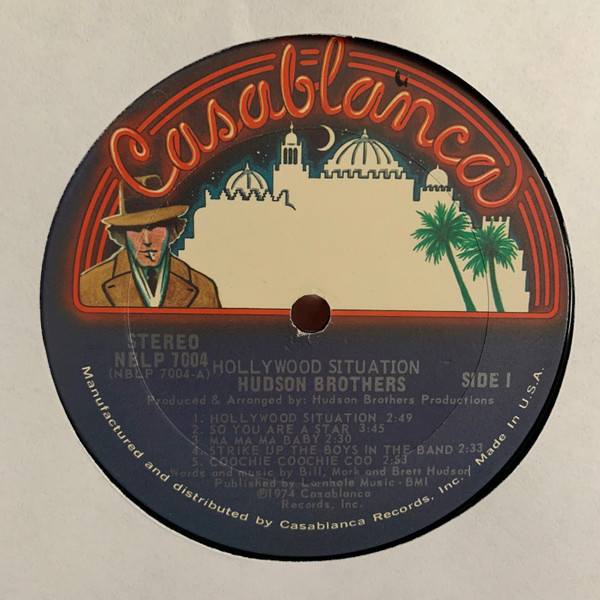 Casablanca
STEREO
NBLP 7004
(NBLP 7004-A)
HOLLYWOOD SITUATION
HUDSON BROTHERS
SIDE 1
Produced & Arranged by: Hudson Brothers Productions
1. HOLLYWOOD SITUATION 2:49
2. SO YOU ARE A STAR 3:45
3. MA MA MA BABY 2:30
4. STRIKE UP THE BOYS IN THE BAND 2:33
5. COOCHIE COOCHIE COO 2:53
Words and music by Bill, Mark and Brett Hudson
Published by Lornhole Music - BMI
℗1974 Casablanca
Records, Inc.
Manufactured and distributed by Casablanca Records, Inc. Made In U.S.A.